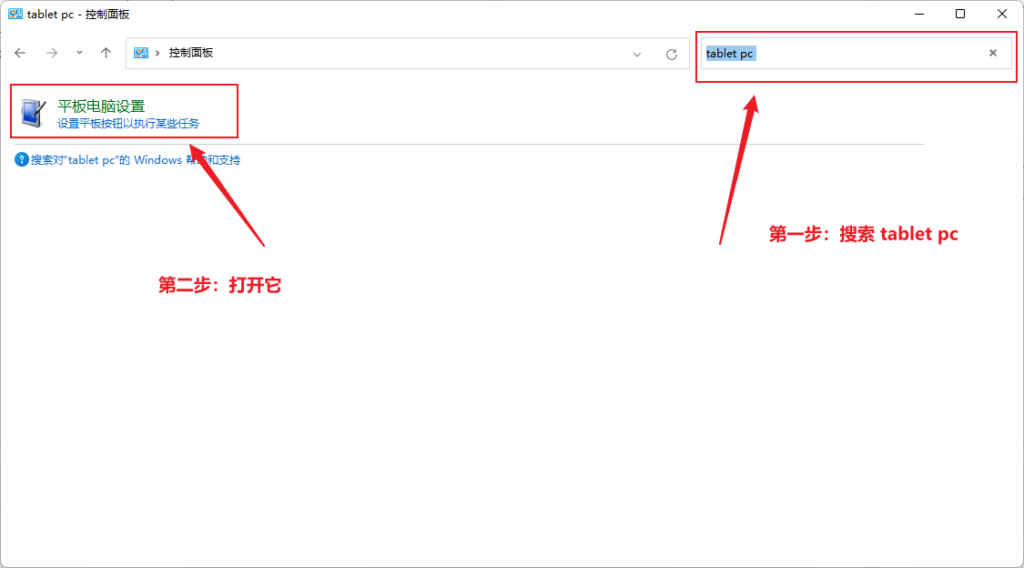 tablet pc - 控制面板
控制面板
tablet pc
平板电脑设置
设置平板按钮以执行某些任务
搜索对"tablet pc"的 Windows 帮助和支持
第一步：搜索 tablet pc
第二步：打开它